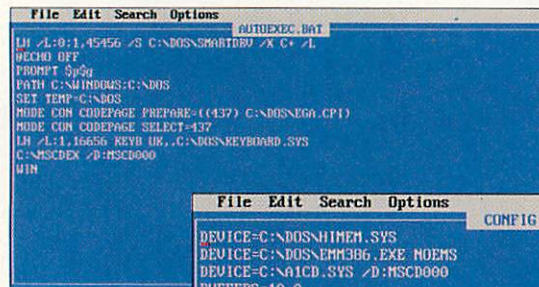 File Edit Search Options
AUTOEXEC.BAT
LH /L:0;1,45456 /S C:\DOS\SMARTDRV /X C+ /L
@ECHO OFF
PROMPT $p$g
PATH C:\WINDOWS;C:\DOS
SET TEMP=C:\DOS
MODE CON CODEPAGE PREPARE=((437) C:\DOS\EGA.CPI)
MODE CON CODEPAGE SELECT=437
LH /L:1,16656 KEYB UK,,C:\DOS\KEYBOARD.SYS
C:\MSCDEX /D:MSCD000
WIN
File Edit Search Options
CONFIG
DEVICE=C:\DOS\HIMEM.SYS
DEVICE=C:\DOS\EMM386.EXE NOEMS
DEVICE=C:\A1CD.SYS /D:MSCD000